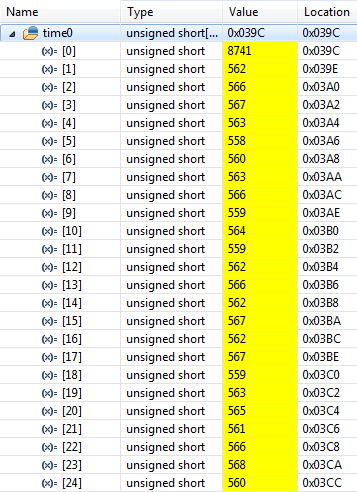 Name Type Value Location
time0 unsigned short[... 0x039C 0x039C
(x)= [0] unsigned short 8741 0x039C
(x)= [1] unsigned short 562 0x039E
(x)= [2] unsigned short 566 0x03A0
(x)= [3] unsigned short 567 0x03A2
(x)= [4] unsigned short 563 0x03A4
(x)= [5] unsigned short 558 0x03A6
(x)= [6] unsigned short 560 0x03A8
(x)= [7] unsigned short 563 0x03AA
(x)= [8] unsigned short 566 0x03AC
(x)= [9] unsigned short 559 0x03AE
(x)= [10] unsigned short 564 0x03B0
(x)= [11] unsigned short 559 0x03B2
(x)= [12] unsigned short 562 0x03B4
(x)= [13] unsigned short 566 0x03B6
(x)= [14] unsigned short 562 0x03B8
(x)= [15] unsigned short 567 0x03BA
(x)= [16] unsigned short 562 0x03BC
(x)= [17] unsigned short 567 0x03BE
(x)= [18] unsigned short 559 0x03C0
(x)= [19] unsigned short 563 0x03C2
(x)= [20] unsigned short 565 0x03C4
(x)= [21] unsigned short 561 0x03C6
(x)= [22] unsigned short 566 0x03C8
(x)= [23] unsigned short 568 0x03CA
(x)= [24] unsigned short 560 0x03CC